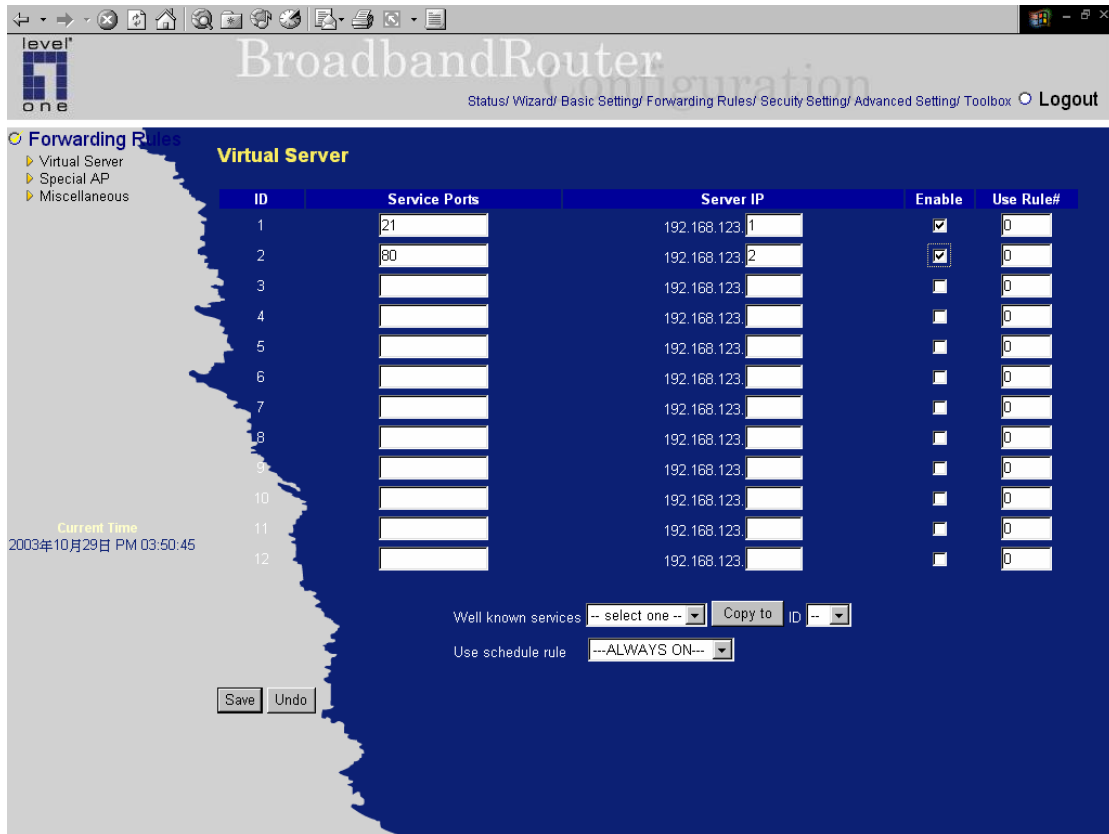 level
one
BroadbandRouter
Configuration
Status/ Wizard/ Basic Setting/ Forwarding Rules/ Secuity Setting/ Advanced Setting/ Toolbox Logout
Forwarding Rules
Virtual Server
Special AP
Miscellaneous
Current Time
2003年10月29日 PM 03:50:45
Virtual Server
ID Service Ports Server IP Enable Use Rule#
1 21 192.168.123. 1 0
2 80 192.168.123. 2 0
3 192.168.123. 0
4 192.168.123. 0
5 192.168.123. 0
6 192.168.123. 0
7 192.168.123. 0
8 192.168.123. 0
9 192.168.123. 0
10 192.168.123. 0
11 192.168.123. 0
12 192.168.123. 0
Well known services -- select one -- Copy to ID --
Use schedule rule ---ALWAYS ON---
Save Undo